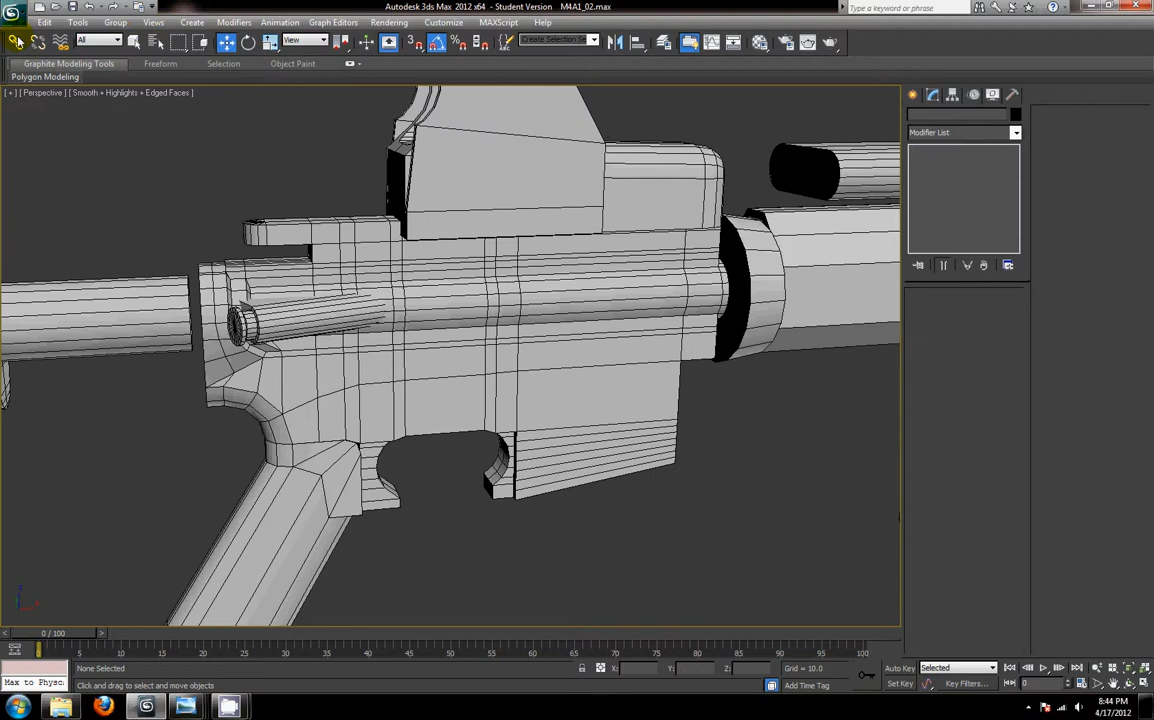 Autodesk 3ds Max 2012 x64 - Student Version M4A1_02.max
Type a keyword or phrase
Edit Tools Group Views Create Modifiers Animation Graph Editors Rendering Customize MAXScript Help
All View Create Selection Se
Graphite Modeling Tools Freeform Selection Object Paint
Polygon Modeling
[ + ] [ Perspective ] [ Smooth + Highlights + Edged Faces ]
Modifier List
0 / 100
0 5 10 15 20 25 30 35 40 45 50 55 60 65 70 75 80 85 90 95 100
None Selected X: Y: Z: Grid = 10.0 Auto Key Selected
Max to Physc Click and drag to select and move objects Add Time Tag Set Key Key Filters... 0
8:44 PM
4/17/2012